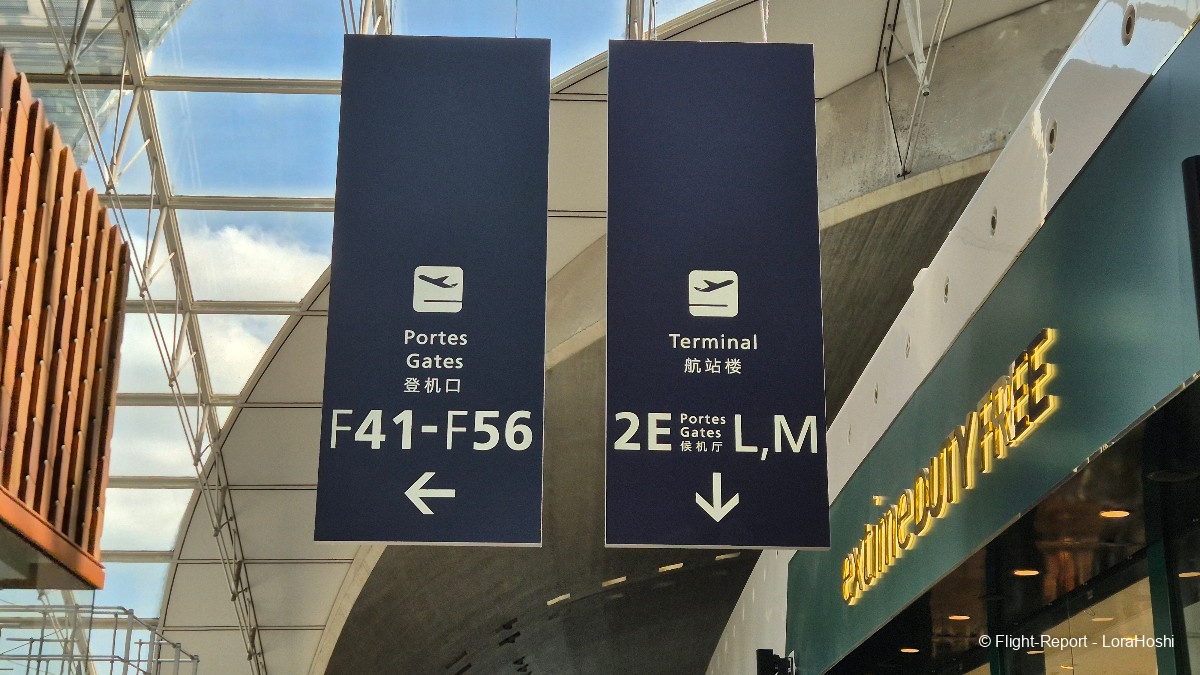 Portes
Gates
登机口
F41-F56
←
Terminal
航站楼
2E Portes Gates 候机厅 L,M
↓
extime DUTY FREE
© Flight-Report - LoraHoshi